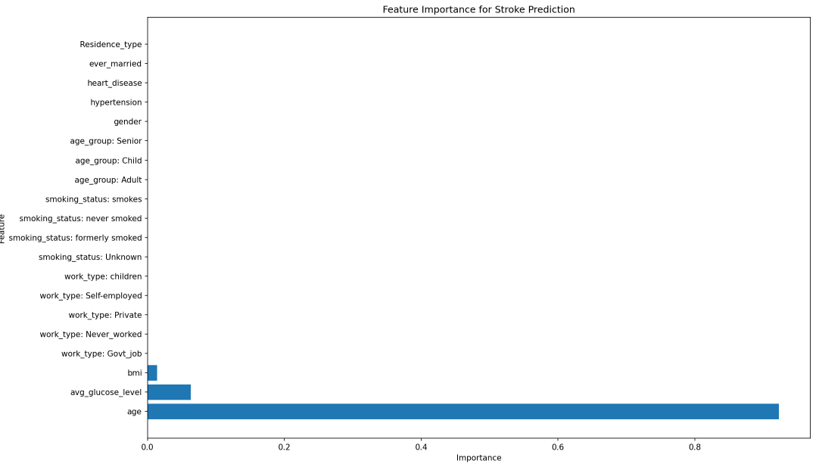 Feature Importance for Stroke Prediction
Residence_type
ever_married
heart_disease
hypertension
gender
age_group: Senior
age_group: Child
age_group: Adult
smoking_status: smokes
smoking_status: never smoked
smoking_status: formerly smoked
smoking_status: Unknown
work_type: children
work_type: Self-employed
work_type: Private
work_type: Never_worked
work_type: Govt_job
bmi
avg_glucose_level
age
Feature
0.0 0.2 0.4 0.6 0.8
Importance